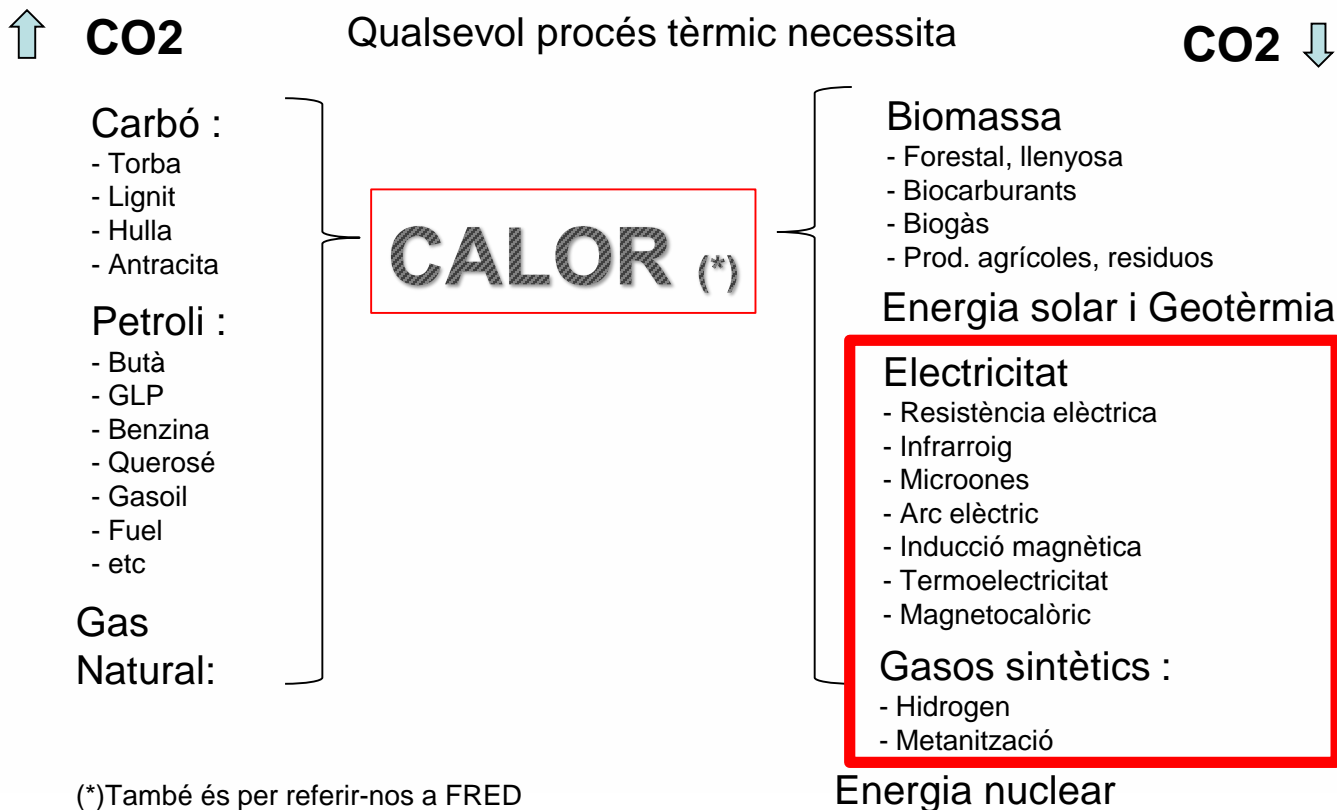 CO2
Qualsevol procés tèrmic necessita
CO2
Carbó :
- Torba
- Lignit
- Hulla
- Antracita
Petroli :
- Butà
- GLP
- Benzina
- Querosé
- Gasoil
- Fuel
- etc
Gas
Natural:
CALOR (*)
Biomassa
- Forestal, llenyosa
- Biocarburants
- Biogàs
- Prod. agrícoles, residuos
Energia solar i Geotèrmia
Electricitat
- Resistència elèctrica
- Infrarroig
- Microones
- Arc elèctric
- Inducció magnètica
- Termoelectricitat
- Magnetocalòric
Gasos sintètics :
- Hidrogen
- Metanització
Energia nuclear
(*)També és per referir-nos a FRED